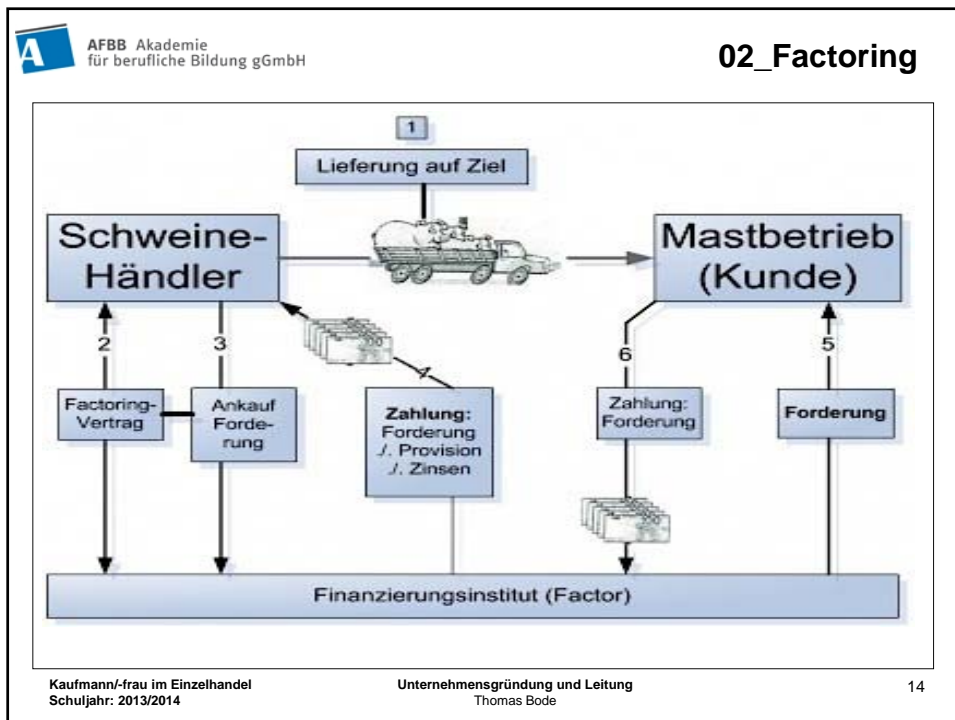 A
AFBB Akademie
für berufliche Bildung gGmbH
02_Factoring
1
Lieferung auf Ziel
Schweine-
Händler
Mastbetrieb
(Kunde)
2
3
4
6
5
Factoring-
Vertrag
Ankauf
Forde-
rung
Zahlung:
Forderung
./. Provision
./. Zinsen
Zahlung:
Forderung
Forderung
Finanzierungsinstitut (Factor)
Kaufmann/-frau im Einzelhandel
Schuljahr: 2013/2014
Unternehmensgründung und Leitung
Thomas Bode
14